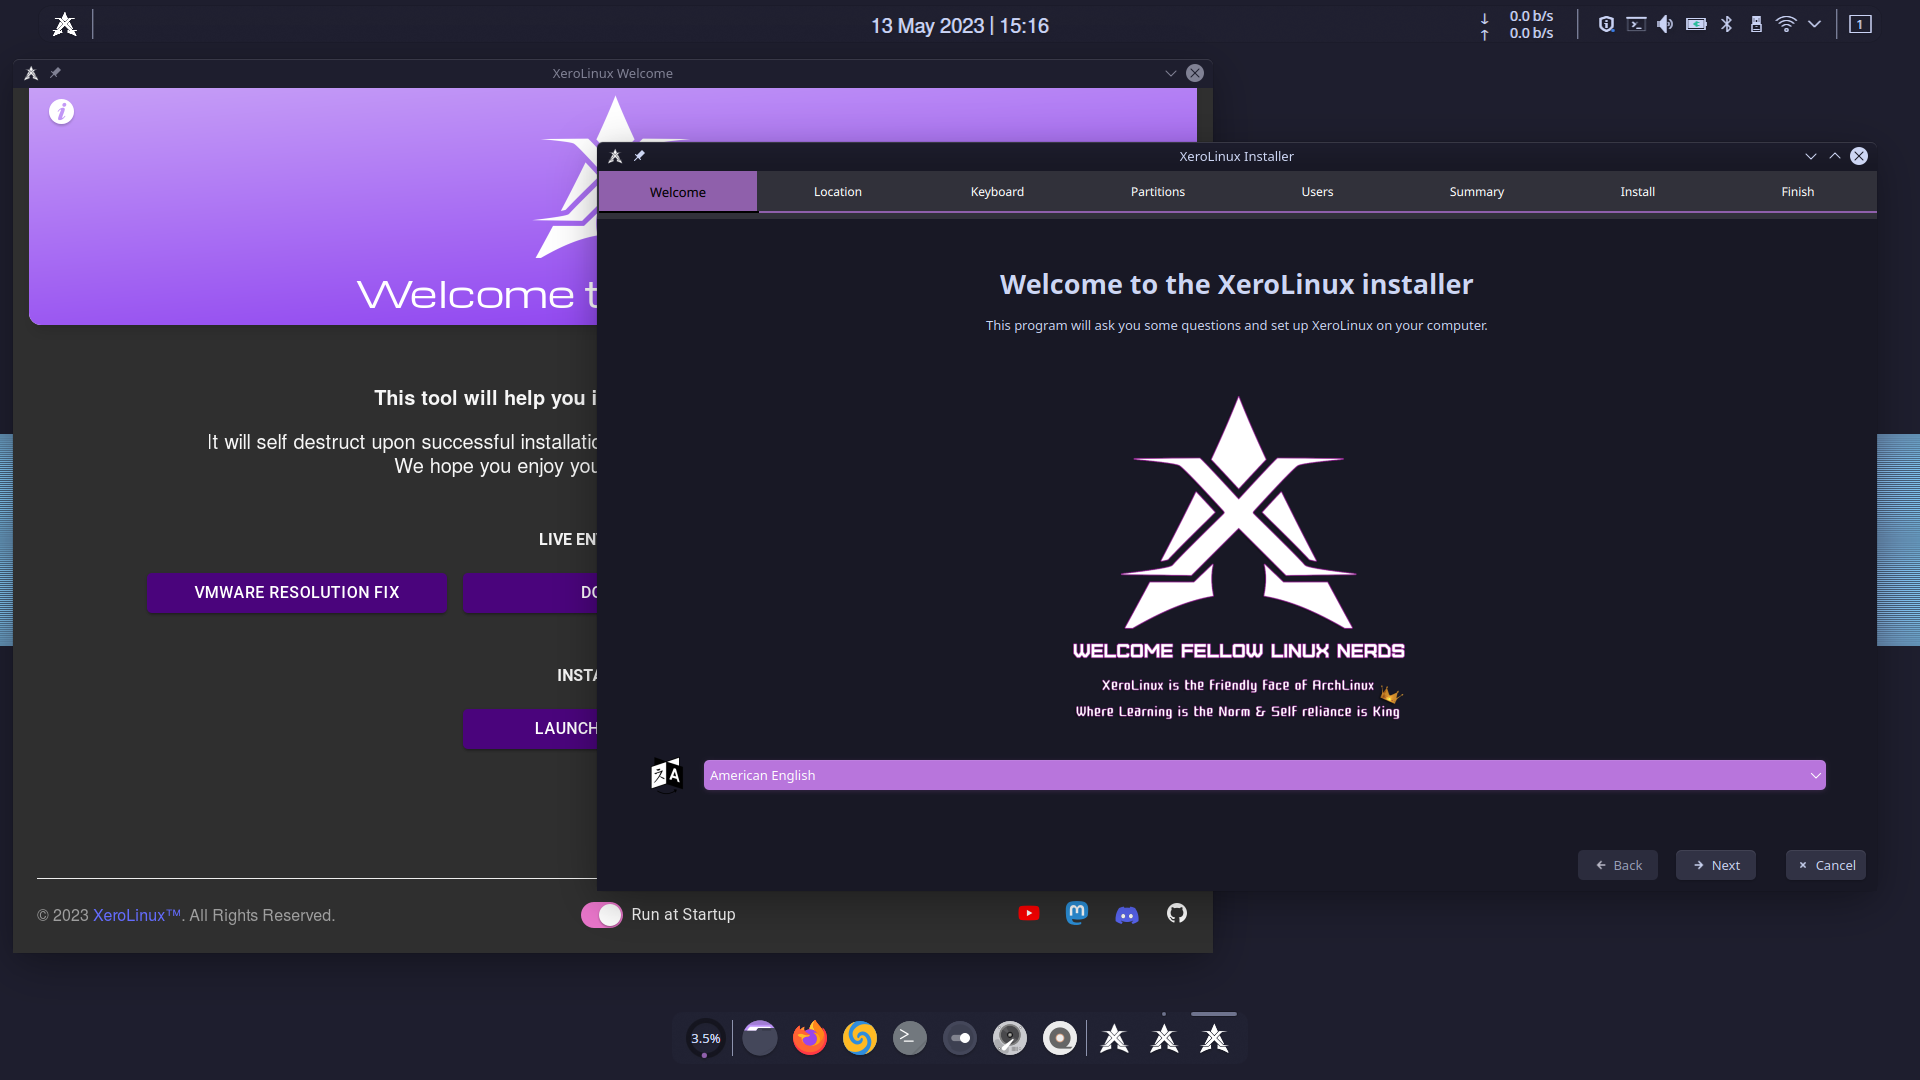 13 May 2023 | 15:16
0.0 b/s
0.0 b/s
1
XeroLinux Welcome
i
Welcome t
This tool will help you i
It will self destruct upon successful installatio
We hope you enjoy you
LIVE EN
VMWARE RESOLUTION FIX
DO
INSTA
LAUNCH
© 2023 XeroLinux™. All Rights Reserved.
Run at Startup
XeroLinux Installer
Welcome
Location
Keyboard
Partitions
Users
Summary
Install
Finish
Welcome to the XeroLinux installer
This program will ask you some questions and set up XeroLinux on your computer.
WELCOME FELLOW LINUX NERDS
XeroLinux is the friendly face of ArchLinux
Where Learning is the Norm & Self reliance is King
American English
Back
Next
Cancel
3.5%